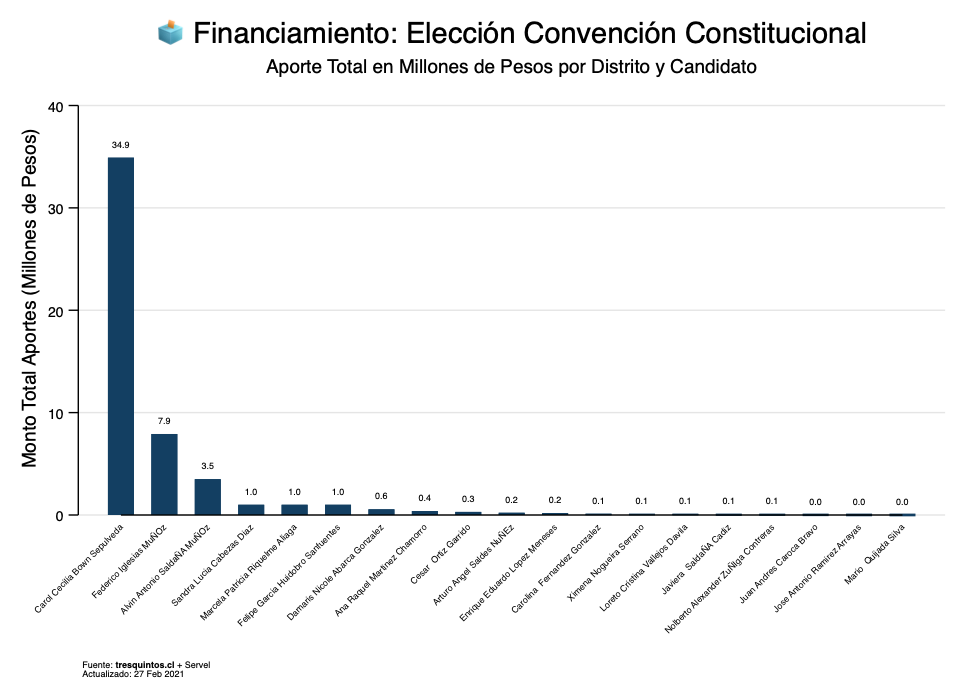 Financiamiento: Elección Convención Constitucional
Aporte Total en Millones de Pesos por Distrito y Candidato
Monto Total Aportes (Millones de Pesos)
40
30
20
10
0
34.9
7.9
3.5
1.0
1.0
1.0
0.6
0.4
0.3
0.2
0.2
0.1
0.1
0.1
0.1
0.1
0.0
0.0
0.0
Carol Cecilia Bown Sepulveda
Federico Iglesias MuÑOz
Alvin Antonio SaldaÑA MuÑOz
Sandra Lucia Cabezas Diaz
Marcela Patricia Riquelme Aliaga
Felipe Garcia Huidobro Sanfuentes
Damaris Nicole Abarca Gonzalez
Ana Raquel Martinez Chamorro
Cesar Ortiz Garrido
Arturo Angel Saldes NuÑEz
Enrique Eduardo Lopez Meneses
Carolina Fernandez Gonzalez
Ximena Nogueira Serrano
Loreto Cristina Vallejos Davila
Javiera SaldaÑA Cadiz
Nolberto Alexander ZuÑIga Contreras
Juan Andres Caroca Bravo
Jose Antonio Ramirez Arrayas
Mario Quijada Silva
Fuente: tresquintos.cl + Servel
Actualizado: 27 Feb 2021